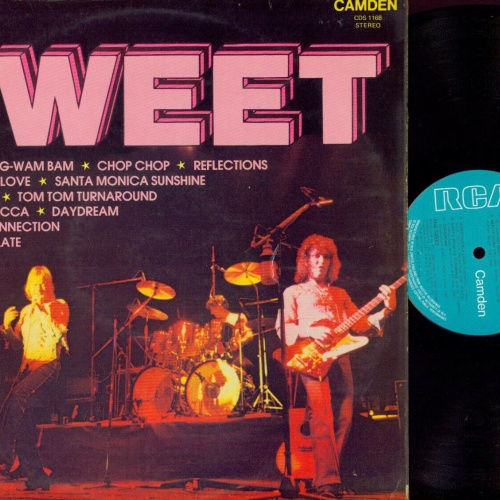 CAMDEN
CDS 1168
STEREO
WEET
G-WAM BAM ★ CHOP CHOP ★ REFLECTIONS
LOVE ★ SANTA MONICA SUNSHINE
★ TOM TOM TURNAROUND
CCA ★ DAYDREAM
NNECTION
LATE
RCA
Camden